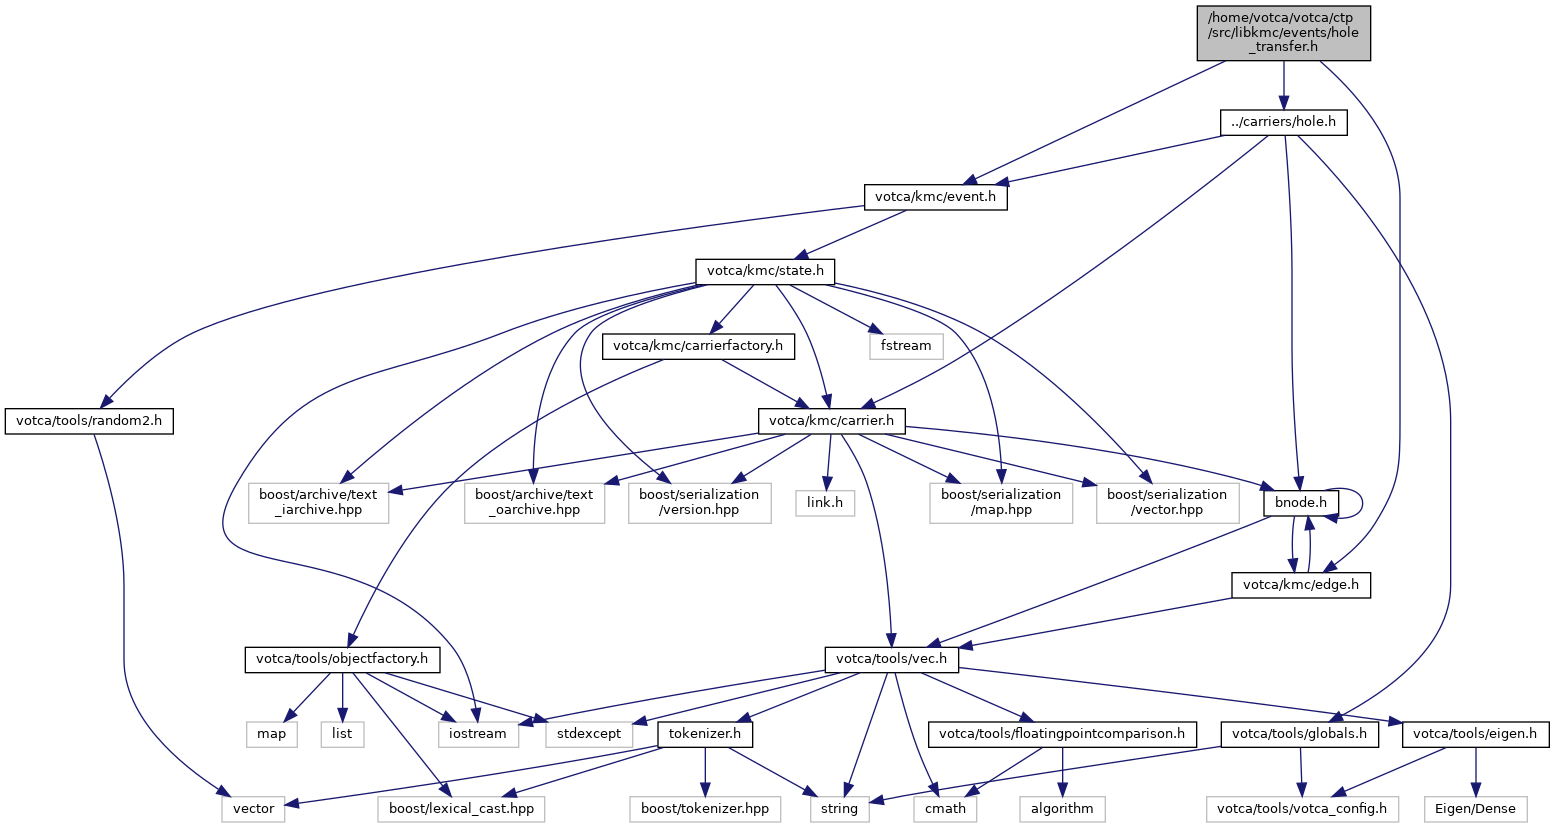 /home/votca/votca/ctp
/src/libkmc/events/hole
_transfer.h
../carriers/hole.h
votca/kmc/event.h
votca/kmc/state.h
votca/kmc/carrierfactory.h
fstream
votca/tools/random2.h
votca/kmc/carrier.h
boost/archive/text
_iarchive.hpp
boost/archive/text
_oarchive.hpp
boost/serialization
/version.hpp
link.h
boost/serialization
/map.hpp
boost/serialization
/vector.hpp
bnode.h
votca/kmc/edge.h
votca/tools/objectfactory.h
votca/tools/vec.h
map
list
iostream
stdexcept
tokenizer.h
votca/tools/floatingpointcomparison.h
votca/tools/globals.h
votca/tools/eigen.h
vector
boost/lexical_cast.hpp
boost/tokenizer.hpp
string
cmath
algorithm
votca/tools/votca_config.h
Eigen/Dense